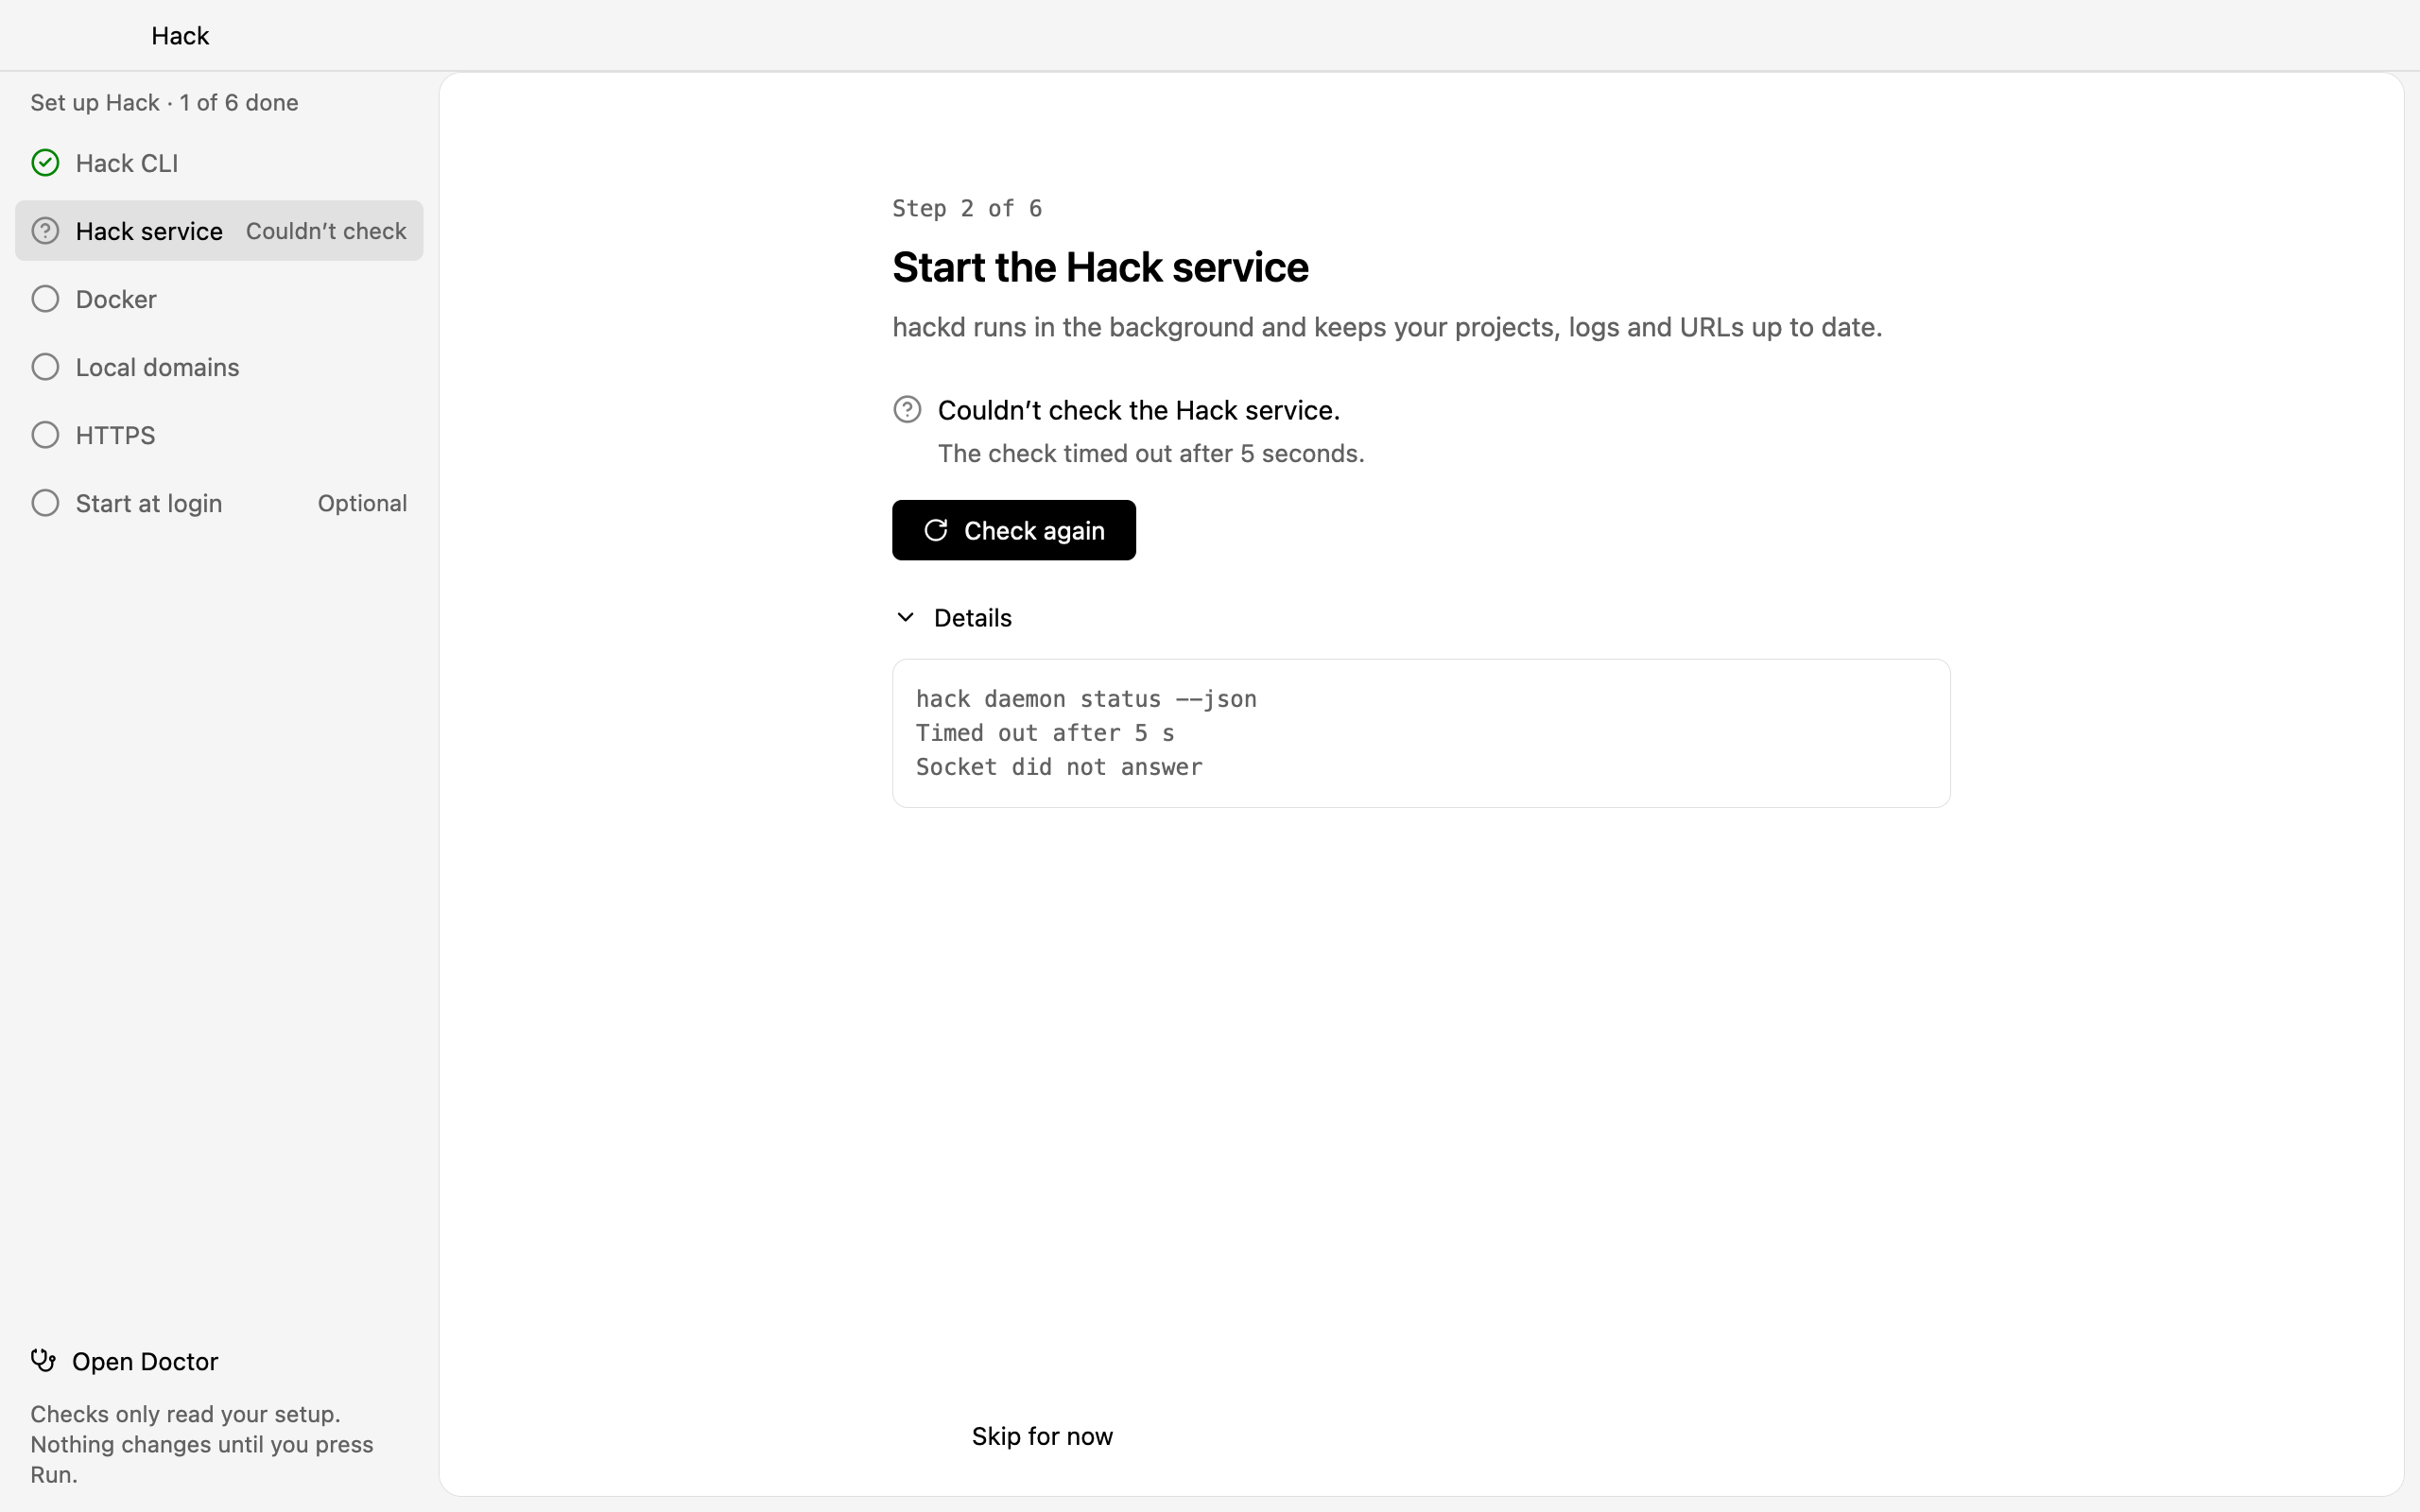 Hack
Set up Hack · 1 of 6 done
Hack CLI
Hack service Couldn’t check
Docker
Local domains
HTTPS
Start at login Optional
Open Doctor
Checks only read your setup.
Nothing changes until you press
Run.
Step 2 of 6
Start the Hack service
hackd runs in the background and keeps your projects, logs and URLs up to date.
Couldn’t check the Hack service.
The check timed out after 5 seconds.
Check again
Details
hack daemon status --json
Timed out after 5 s
Socket did not answer
Skip for now